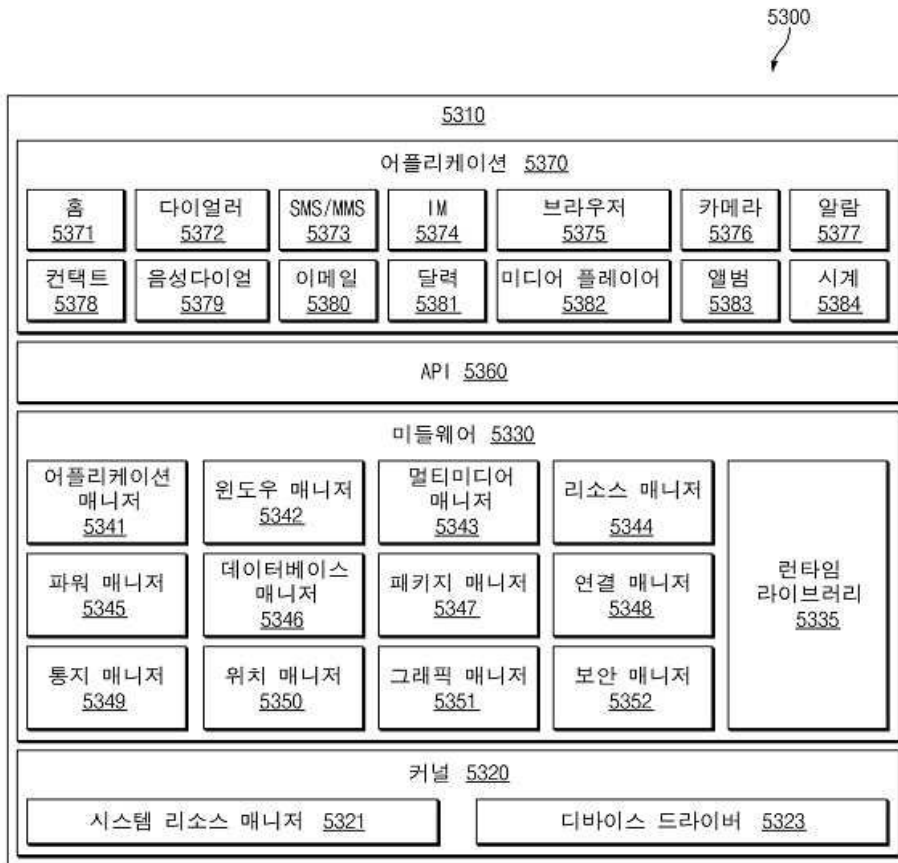 5300
5310
어플리케이션 5370
홈
5371
다이얼러
5372
SMS/MMS
5373
IM
5374
브라우저
5375
카메라
5376
알람
5377
컨택트
5378
음성다이얼
5379
이메일
5380
달력
5381
미디어 플레이어
5382
앨범
5383
시계
5384
API 5360
미들웨어 5330
어플리케이션
매니저
5341
윈도우 매니저
5342
멀티미디어
매니저
5343
리소스 매니저
5344
파워 매니저
5345
데이터베이스
매니저
5346
패키지 매니저
5347
연결 매니저
5348
통지 매니저
5349
위치 매니저
5350
그래픽 매니저
5351
보안 매니저
5352
런타임
라이브러리
5335
커널 5320
시스템 리소스 매니저 5321
디바이스 드라이버 5323